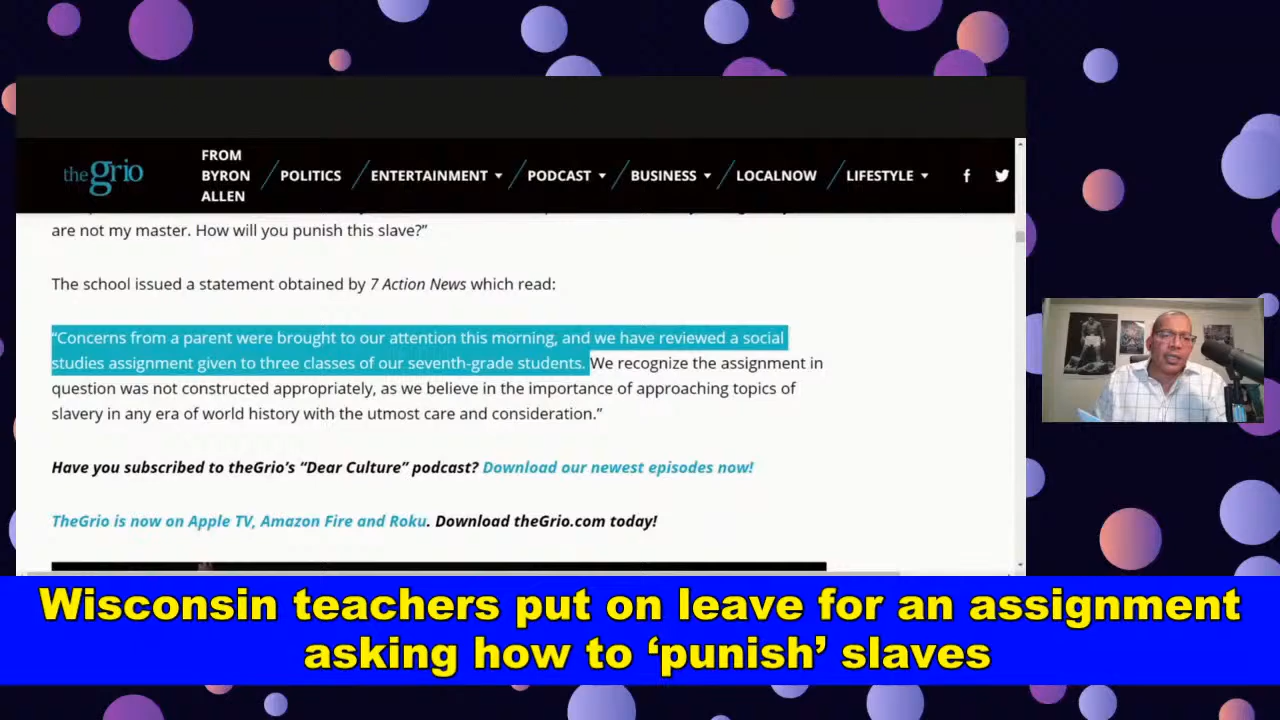 the grio
FROM
BYRON
ALLEN
POLITICS
ENTERTAINMENT
PODCAST
BUSINESS
LOCALNOW
LIFESTYLE
are not my master. How will you punish this slave?”
The school issued a statement obtained by 7 Action News which read:
“Concerns from a parent were brought to our attention this morning, and we have reviewed a social
studies assignment given to three classes of our seventh-grade students. We recognize the assignment in
question was not constructed appropriately, as we believe in the importance of approaching topics of
slavery in any era of world history with the utmost care and consideration.”
Have you subscribed to theGrio’s “Dear Culture” podcast? Download our newest episodes now!
TheGrio is now on Apple TV, Amazon Fire and Roku. Download theGrio.com today!
Wisconsin teachers put on leave for an assignment
asking how to ‘punish’ slaves